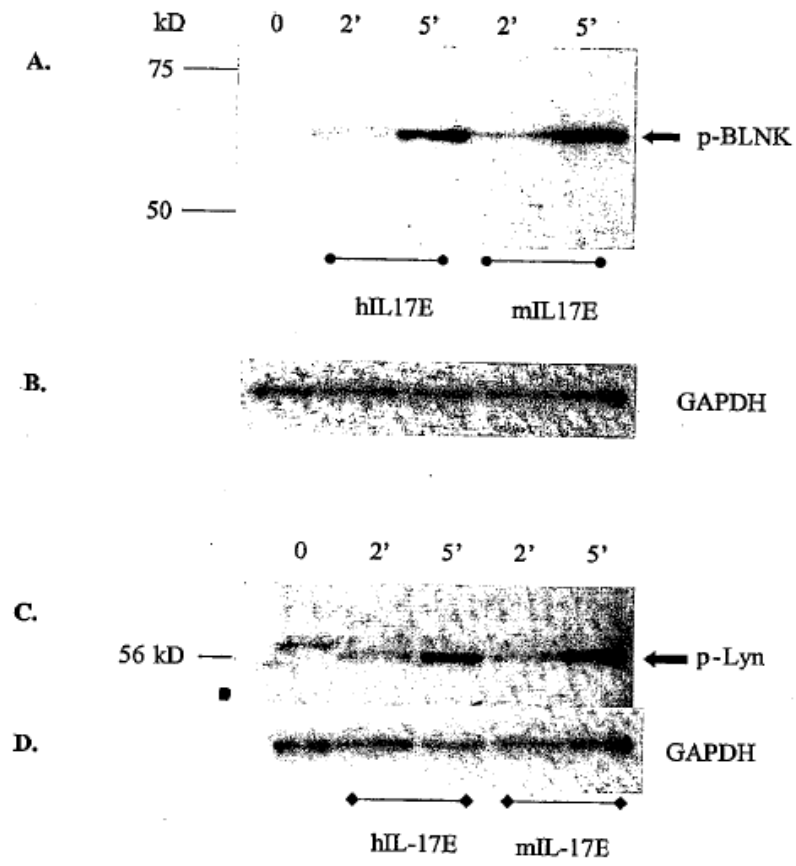 kD 0 2' 5' 2' 5'
A.
75
p-BLNK
50
hIL17E mIL17E
B.
GAPDH
0 2' 5' 2' 5'
C.
56 kD
p-Lyn
D.
GAPDH
hIL-17E mIL-17E